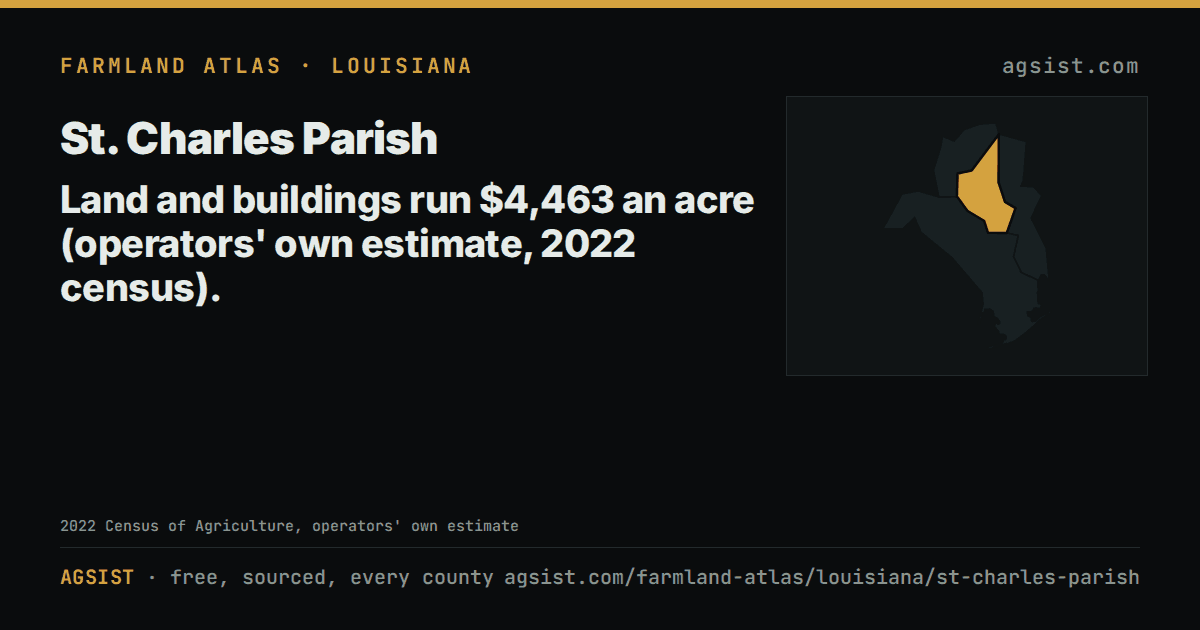 FARMLAND ATLAS · LOUISIANA
agsist.com
St. Charles Parish
Land and buildings run $4,463 an acre
(operators' own estimate, 2022
census).
2022 Census of Agriculture, operators' own estimate
AGSIST · free, sourced, every county agsist.com/farmland-atlas/louisiana/st-charles-parish